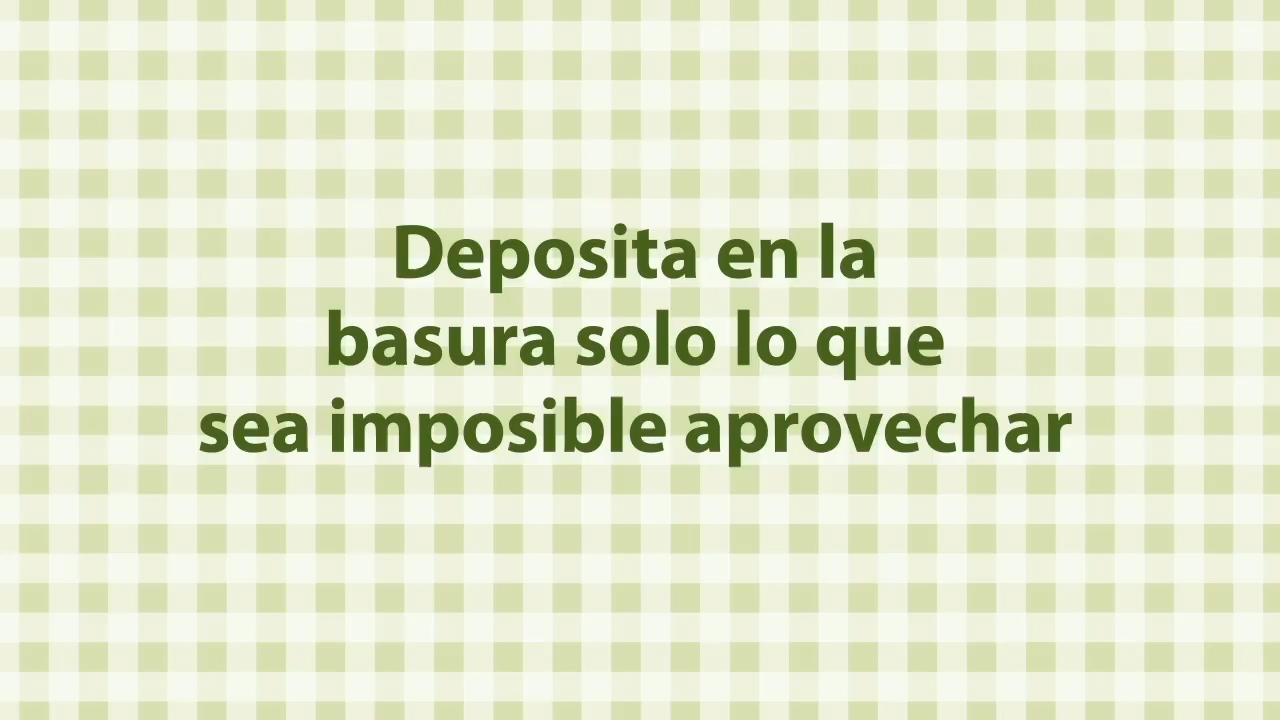 Deposita en la
basura solo lo que
sea imposible aprovechar